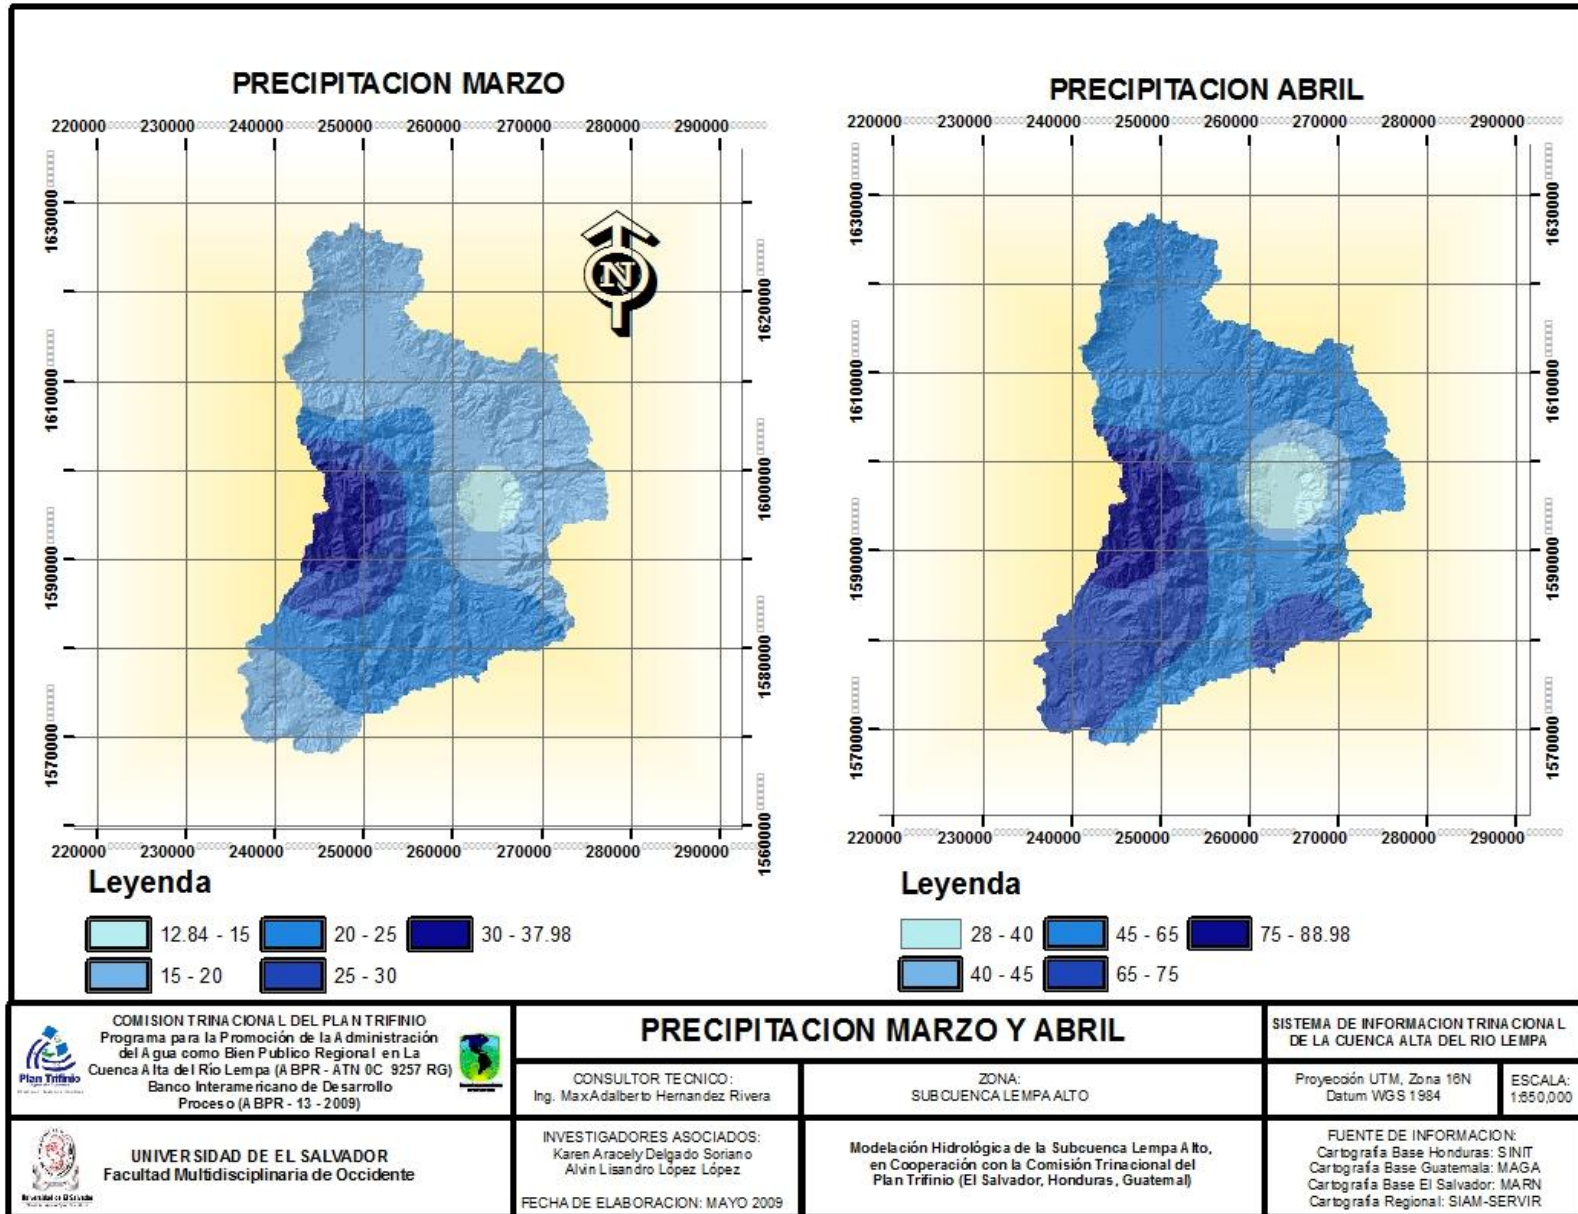 PRECIPITACION MARZO
220000 230000 240000 250000 260000 270000 280000 290000
1630000
1620000
1610000
1600000
1590000
1580000
1570000
1560000
N
220000 230000 240000 250000 260000 270000 280000 290000
Leyenda
12.84 - 15
20 - 25
30 - 37.98
15 - 20
25 - 30
PRECIPITACION ABRIL
220000 230000 240000 250000 260000 270000 280000 290000
1630000
1630000
1610000
1610000
1590000
1590000
1570000
1570000
220000 230000 240000 250000 260000 270000 280000 290000
Leyenda
28 - 40
45 - 65
75 - 88.98
40 - 45
65 - 75
Plan Trifinio
COMISION TRINACIONAL DEL PLAN TRIFINIO
Programa para la Promoción de la Administración
del Agua como Bien Publico Regional en La
Cuenca Alta del Río Lempa (ABPR - ATN OC 9257 RG)
Banco Interamericano de Desarrollo
Proceso (ABPR - 13 - 2009)
PRECIPITACION MARZO Y ABRIL
SISTEMA DE INFORMACION TRINACIONAL
DE LA CUENCA ALTA DEL RIO LEMPA
CONSULTOR TECNICO:
Ing. Max Adalberto Hernandez Rivera
ZONA:
SUBCUENCA LEMPA ALTO
Proyección UTM, Zona 16N
Datum WGS 1984
ESCALA:
1:650,000
Universidad de El Salvador
UNIVERSIDAD DE EL SALVADOR
Facultad Multidisciplinaria de Occidente
INVESTIGADORES ASOCIADOS:
Karen Aracely Delgado Soriano
Alvin Lisandro López López
FECHA DE ELABORACION: MAYO 2009
Modelación Hidrológica de la Subcuenca Lempa Alto,
en Cooperación con la Comisión Trinacional del
Plan Trifinio (El Salvador, Honduras, Guatemal)
FUENTE DE INFORMACION:
Cartografía Base Honduras: SINIT
Cartografía Base Guatemala: MAGA
Cartografía Base El Salvador: MARN
Cartografía Regional: SIAM-SERVIR